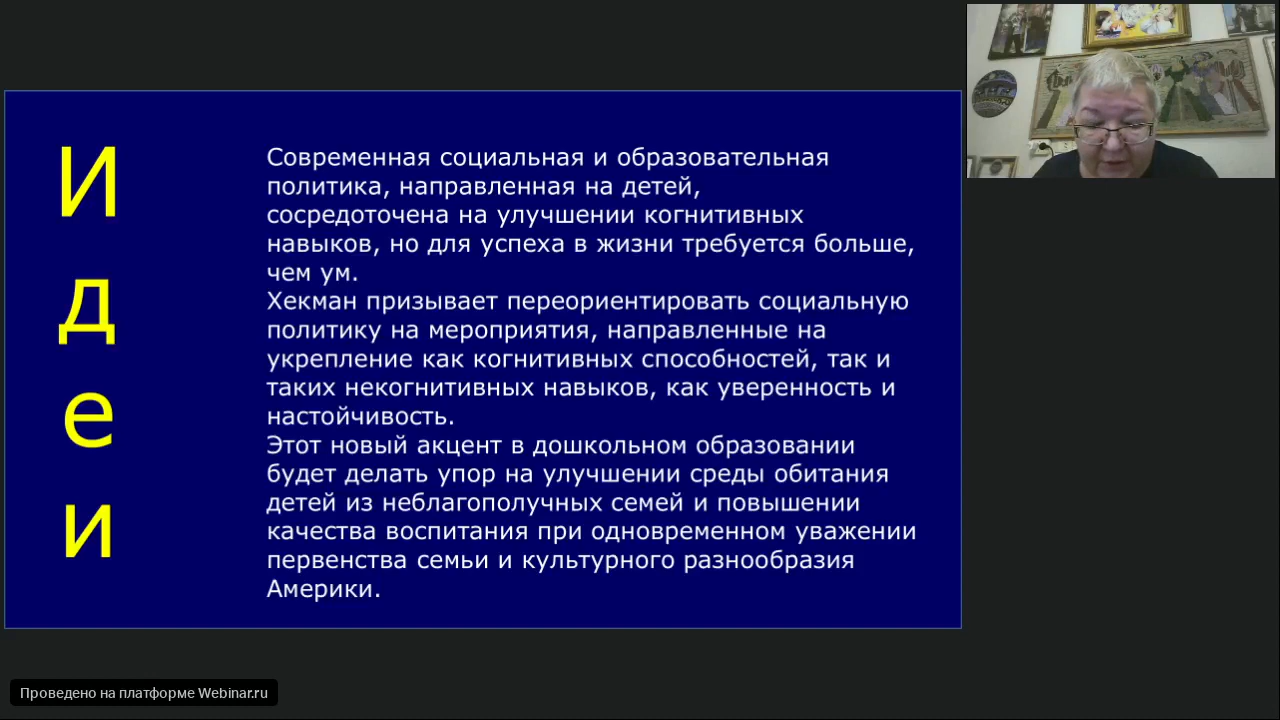 И
д
е
и
Современная социальная и образовательная
политика, направленная на детей,
сосредоточена на улучшении когнитивных
навыков, но для успеха в жизни требуется больше,
чем ум.
Хекман призывает переориентировать социальную
политику на мероприятия, направленные на
укрепление как когнитивных способностей, так и
таких некогнитивных навыков, как уверенность и
настойчивость.
Этот новый акцент в дошкольном образовании
будет делать упор на улучшении среды обитания
детей из неблагополучных семей и повышении
качества воспитания при одновременном уважении
первенства семьи и культурного разнообразия
Америки.
Проведено на платформе Webinar.ru